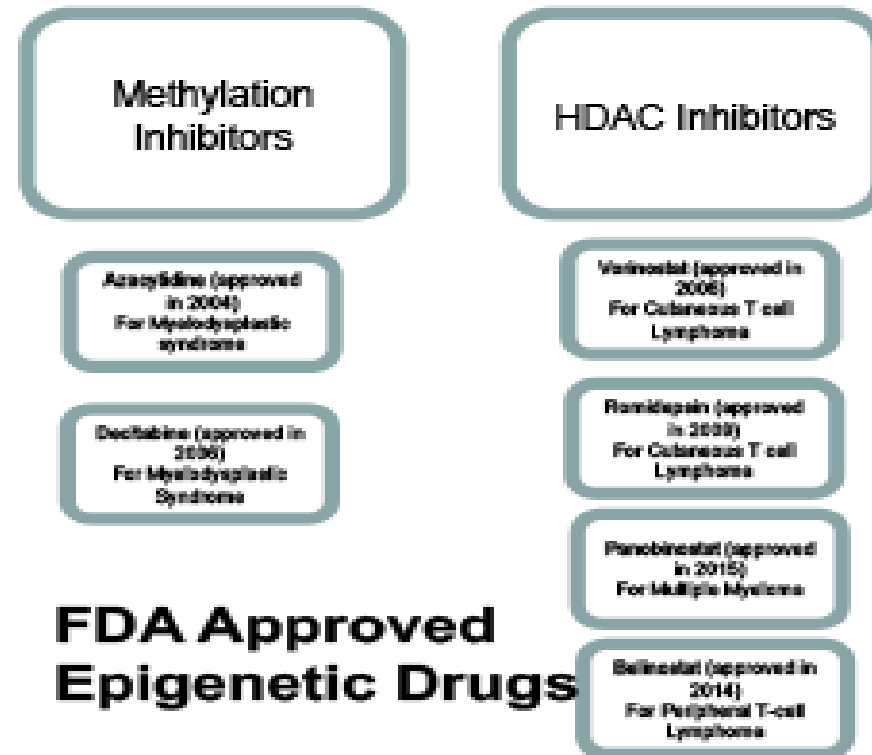 Methylation
Inhibitors
HDAC Inhibitors
Azacytidine (approved
in 2004)
For Myelodysplastic
syndrome
Decitabine (approved in
2006)
For Myelodysplastic
Syndrome
Vorinostat (approved in
2006)
For Cutaneous T cell
Lymphoma
Romidepsin (approved
in 2009)
For Cutaneous T cell
Lymphoma
Panobinostat (approved
in 2015)
For Multiple Myeloma
Belinostat (approved in
2014)
For Peripheral T-cell
Lymphoma
FDA Approved
Epigenetic Drugs